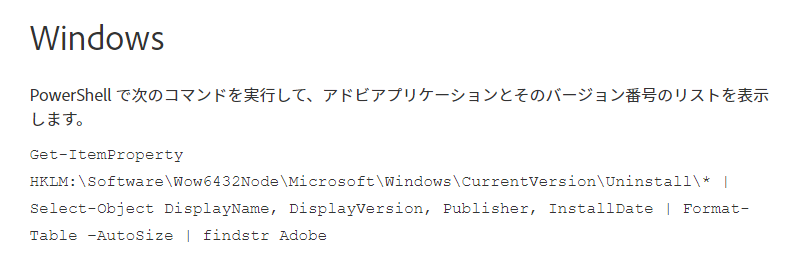 Windows
PowerShell で次のコマンドを実行して、アドビアプリケーションとそのバージョン番号のリストを表示
します。
Get-ItemProperty
HKLM:\Software\Wow6432Node\Microsoft\Windows\CurrentVersion\Uninstall\* |
Select-Object DisplayName, DisplayVersion, Publisher, InstallDate | Format-
Table -AutoSize | findstr Adobe